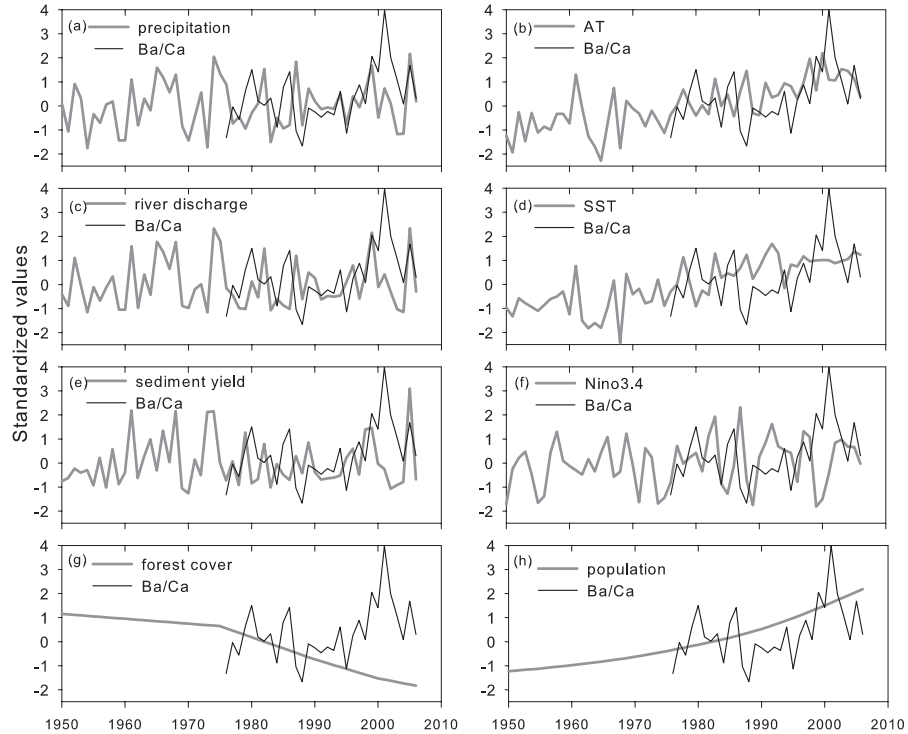 (a) precipitation
Ba/Ca
4
3
2
1
0
-1
-2
(b) AT
Ba/Ca
4
3
2
1
0
-1
-2
(c) river discharge
Ba/Ca
4
3
2
1
0
-1
-2
(d) SST
Ba/Ca
4
3
2
1
0
-1
-2
Standardized values
(e) sediment yield
Ba/Ca
4
3
2
1
0
-1
-2
(f) Nino3.4
Ba/Ca
4
3
2
1
0
-1
-2
(g) forest cover
Ba/Ca
4
3
2
1
0
-1
-2
(h) population
Ba/Ca
4
3
2
1
0
-1
-2
1950 1960 1970 1980 1990 2000 2010
1950 1960 1970 1980 1990 2000 2010